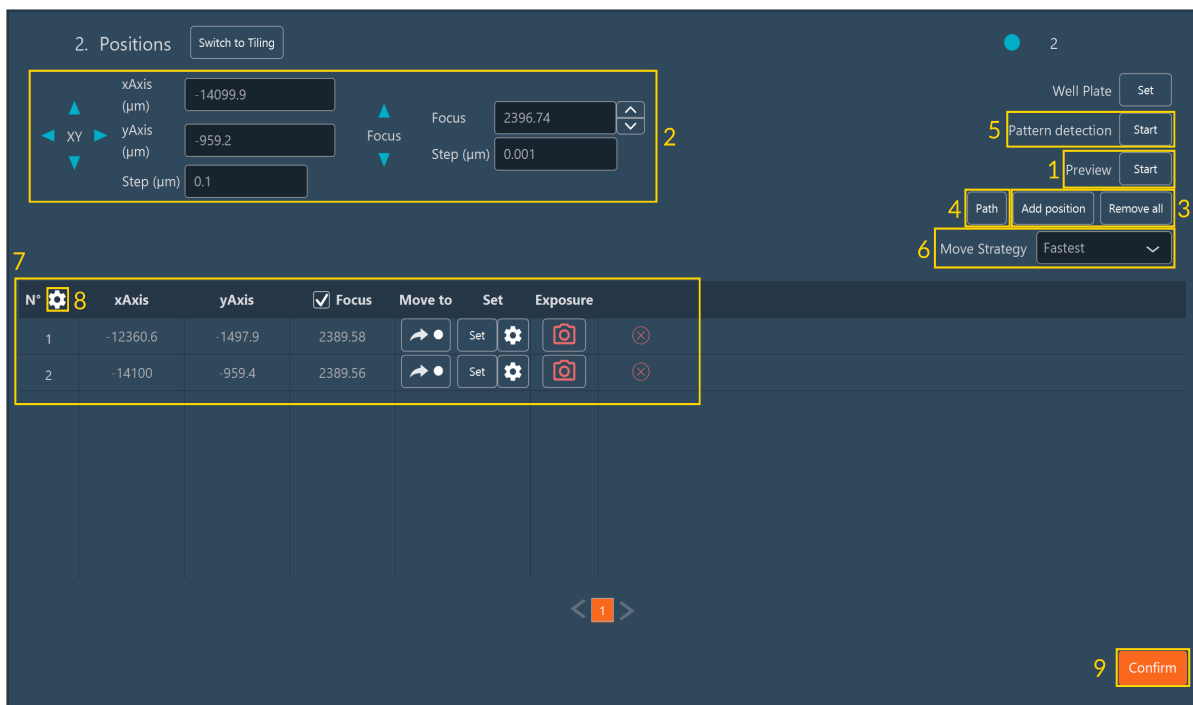 2. Positions Switch to Tiling 2
xAxis (µm) -14099.9
yAxis (µm) -959.2
Step (µm) 0.1
XY
Focus
Focus 2396.74
Step (µm) 0.001
2
Well Plate Set
5 Pattern detection Start
1 Preview Start
4 Path Add position Remove all 3
6 Move Strategy Fastest
7
N° 8 xAxis yAxis Focus Move to Set Exposure
1 -12360.6 -1497.9 2389.58 Set
2 -14100 -959.4 2389.56 Set
1
9 Confirm